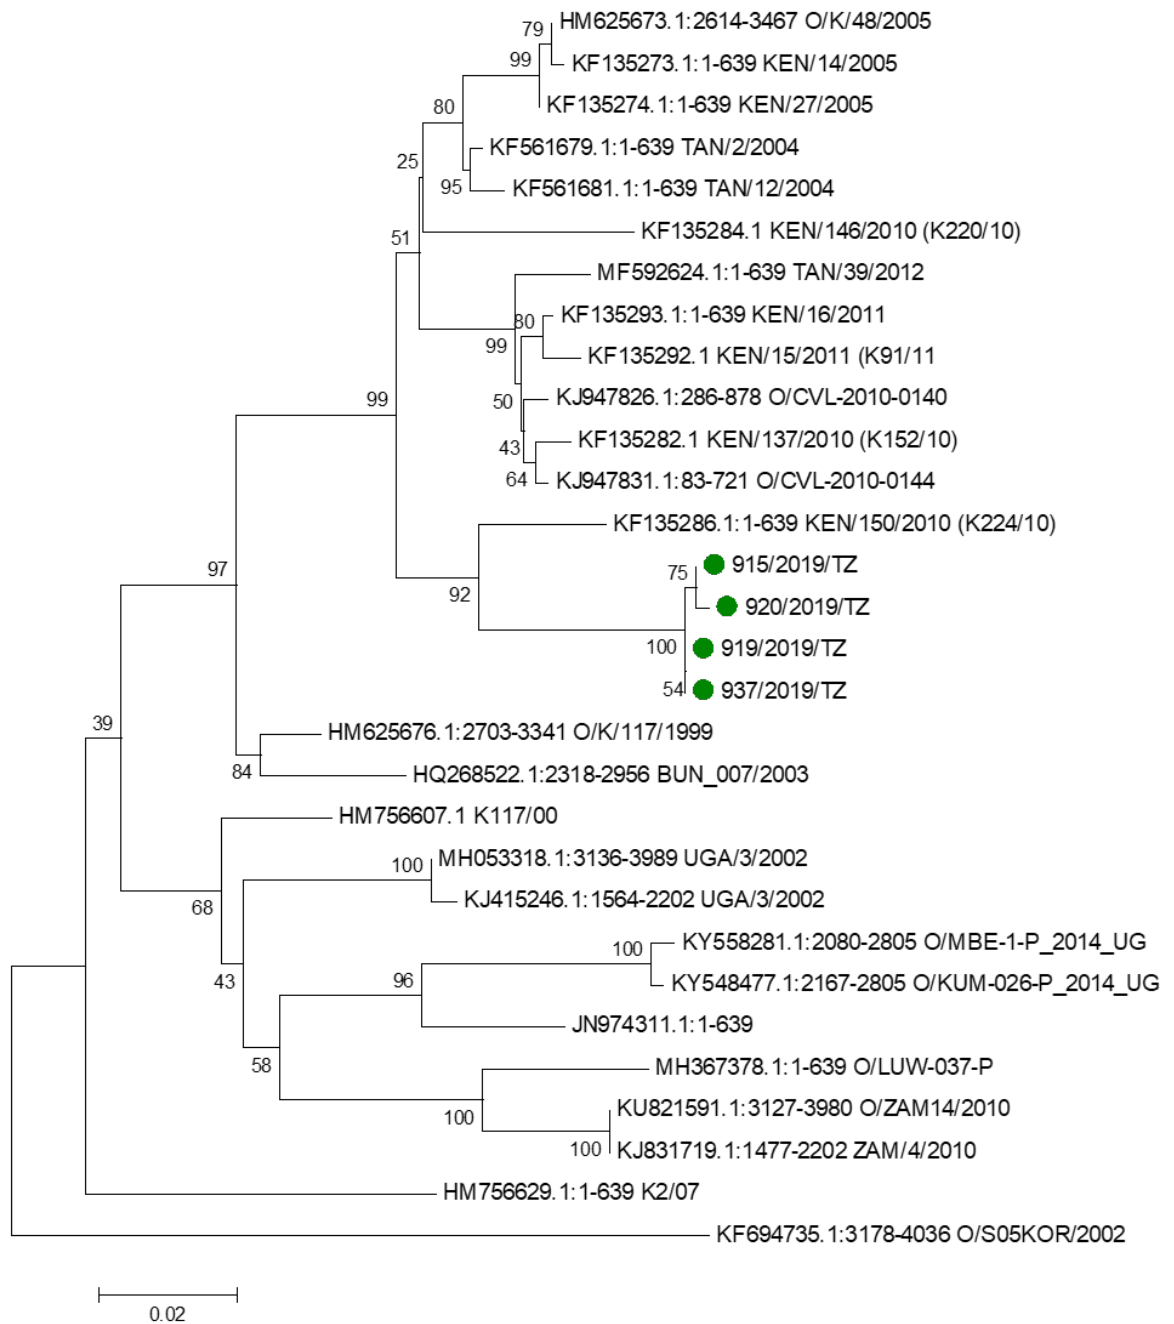 HM625673.1:2614-3467 O/K/48/2005
79
KF135273.1:1-639 KEN/14/2005
99
KF135274.1:1-639 KEN/27/2005
80
KF561679.1:1-639 TAN/2/2004
25
95
KF561681.1:1-639 TAN/12/2004
KF135284.1 KEN/146/2010 (K220/10)
51
MF592624.1:1-639 TAN/39/2012
KF135293.1:1-639 KEN/16/2011
80
99
KF135292.1 KEN/15/2011 (K91/11
KJ947826.1:286-878 O/CVL-2010-0140
99
50
KF135282.1 KEN/137/2010 (K152/10)
43
KJ947831.1:83-721 O/CVL-2010-0144
64
KF135286.1:1-639 KEN/150/2010 (K224/10)
915/2019/TZ
75
97
92
920/2019/TZ
919/2019/TZ
100
937/2019/TZ
54
39
HM625676.1:2703-3341 O/K/117/1999
HQ268522.1:2318-2956 BUN_007/2003
84
HM756607.1 K117/00
MH053318.1:3136-3989 UGA/3/2002
100
KJ415246.1:1564-2202 UGA/3/2002
68
KY558281.1:2080-2805 O/MBE-1-P_2014_UG
100
96
43
KY548477.1:2167-2805 O/KUM-026-P_2014_UG
JN974311.1:1-639
58
MH367378.1:1-639 O/LUW-037-P
KU821591.1:3127-3980 O/ZAM14/2010
100
KJ831719.1:1477-2202 ZAM/4/2010
100
HM756629.1:1-639 K2/07
KF694735.1:3178-4036 O/S05KOR/2002
0.02